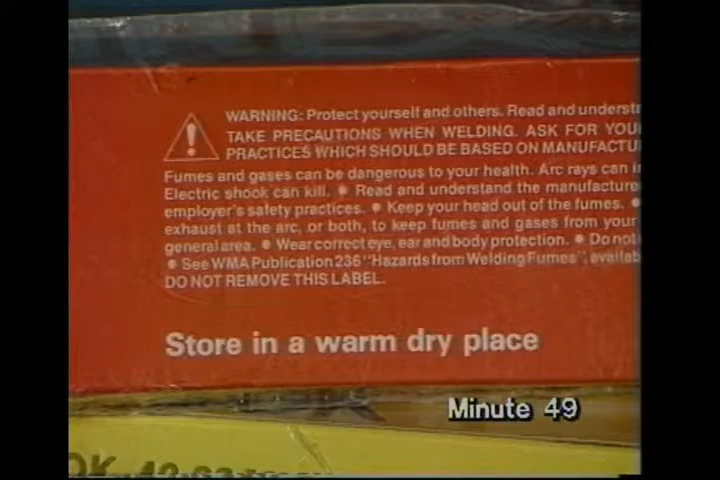 WARNING: Protect yourself and others. Read and understa
TAKE PRECAUTIONS WHEN WELDING. ASK FOR YOU
PRACTICES WHICH SHOULD BE BASED ON MANUFACTU
Fumes and gases can be dangerous to your health. Arc rays can i
Electric shock can kill. • Read and understand the manufacture
employer's safety practices. • Keep your head out of the fumes. •
exhaust at the arc, or both, to keep fumes and gases from your
general area. • Wear correct eye, ear and body protection. • Do not
• See WMA Publication 236 "Hazards from Welding Fumes", availab
DO NOT REMOVE THIS LABEL.
Store in a warm dry place
Minute 49